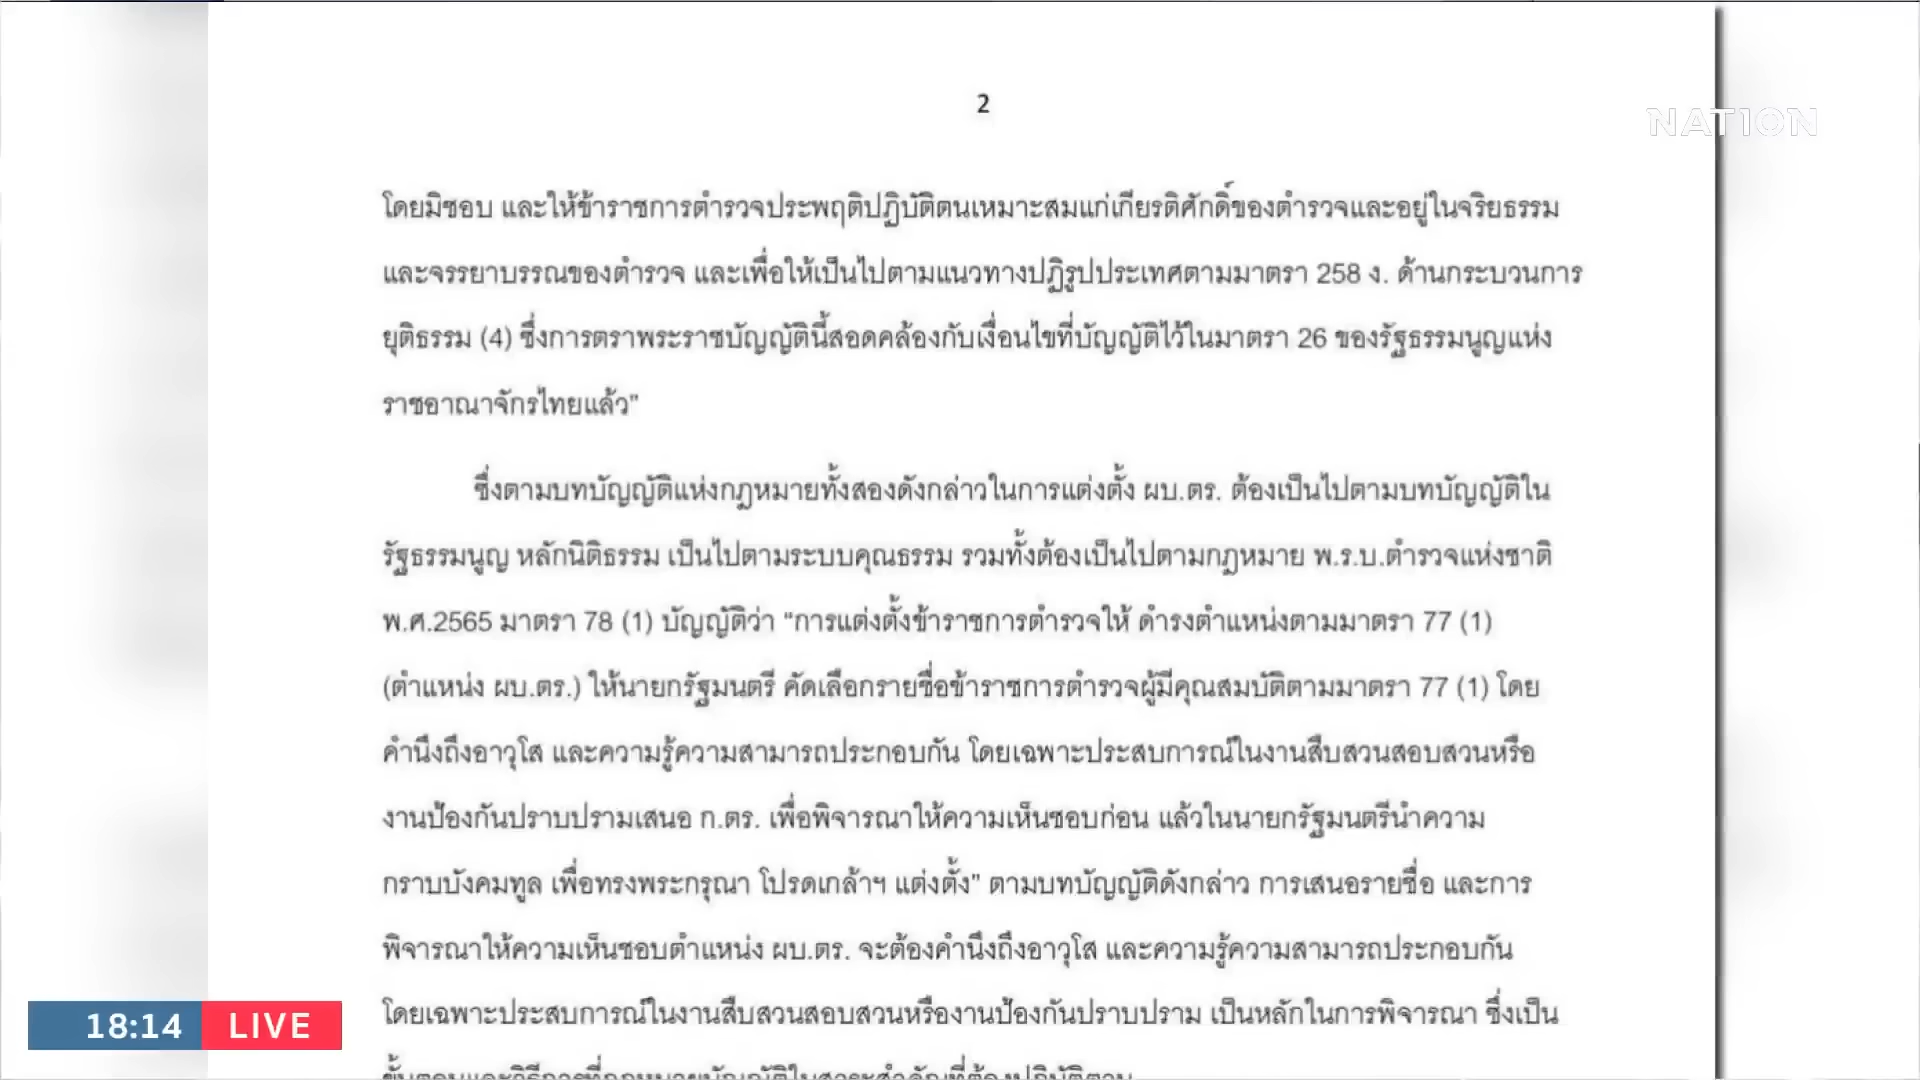 2
NATION
โดยมิชอบ และให้ข้าราชการตำรวจประพฤติปฏิบัติตนเหมาะสมแก่เกียรติศักดิ์ของตำรวจและอยู่ในจริยธรรม
และจรรยาบรรณของตำรวจ และเพื่อให้เป็นไปตามแนวทางปฏิรูปประเทศตามมาตรา 258 ง. ด้านกระบวนการ
ยุติธรรม (4) ซึ่งการตราพระราชบัญญัตินี้สอดคล้องกับเงื่อนไขที่บัญญัติไว้ในมาตรา 26 ของรัฐธรรมนูญแห่ง
ราชอาณาจักรไทยแล้ว"
ซึ่งตามบทบัญญัติแห่งกฎหมายทั้งสองดังกล่าวในการแต่งตั้ง ผบ.ตร. ต้องเป็นไปตามบทบัญญัติใน
รัฐธรรมนูญ หลักนิติธรรม เป็นไปตามระบบคุณธรรม รวมทั้งต้องเป็นไปตามกฎหมาย พ.ร.บ.ตำรวจแห่งชาติ
พ.ศ.2565 มาตรา 78 (1) บัญญัติว่า "การแต่งตั้งข้าราชการตำรวจให้ ดำรงตำแหน่งตามมาตรา 77 (1)
(ตำแหน่ง ผบ.ตร.) ให้นายกรัฐมนตรี คัดเลือกรายชื่อข้าราชการตำรวจผู้มีคุณสมบัติตามมาตรา 77 (1) โดย
คำนึงถึงอาวุโส และความรู้ความสามารถประกอบกัน โดยเฉพาะประสบการณ์ในงานสืบสวนสอบสวนหรือ
งานป้องกันปราบปรามเสนอ ก.ตร. เพื่อพิจารณาให้ความเห็นชอบก่อน แล้วในนายกรัฐมนตรีนำความ
กราบบังคมทูล เพื่อทรงพระกรุณา โปรดเกล้าฯ แต่งตั้ง" ตามบทบัญญัติดังกล่าว การเสนอรายชื่อ และการ
พิจารณาให้ความเห็นชอบตำแหน่ง ผบ.ตร. จะต้องคำนึงถึงอาวุโส และความรู้ความสามารถประกอบกัน
โดยเฉพาะประสบการณ์ในงานสืบสวนสอบสวนหรืองานป้องกันปราบปราม เป็นหลักในการพิจารณา ซึ่งเป็น
ขั้นตอนและวิธีการที่กฎหมายบัญญัติในสาระสำคัญที่ต้องปฏิบัติตาม
18:14 LIVE